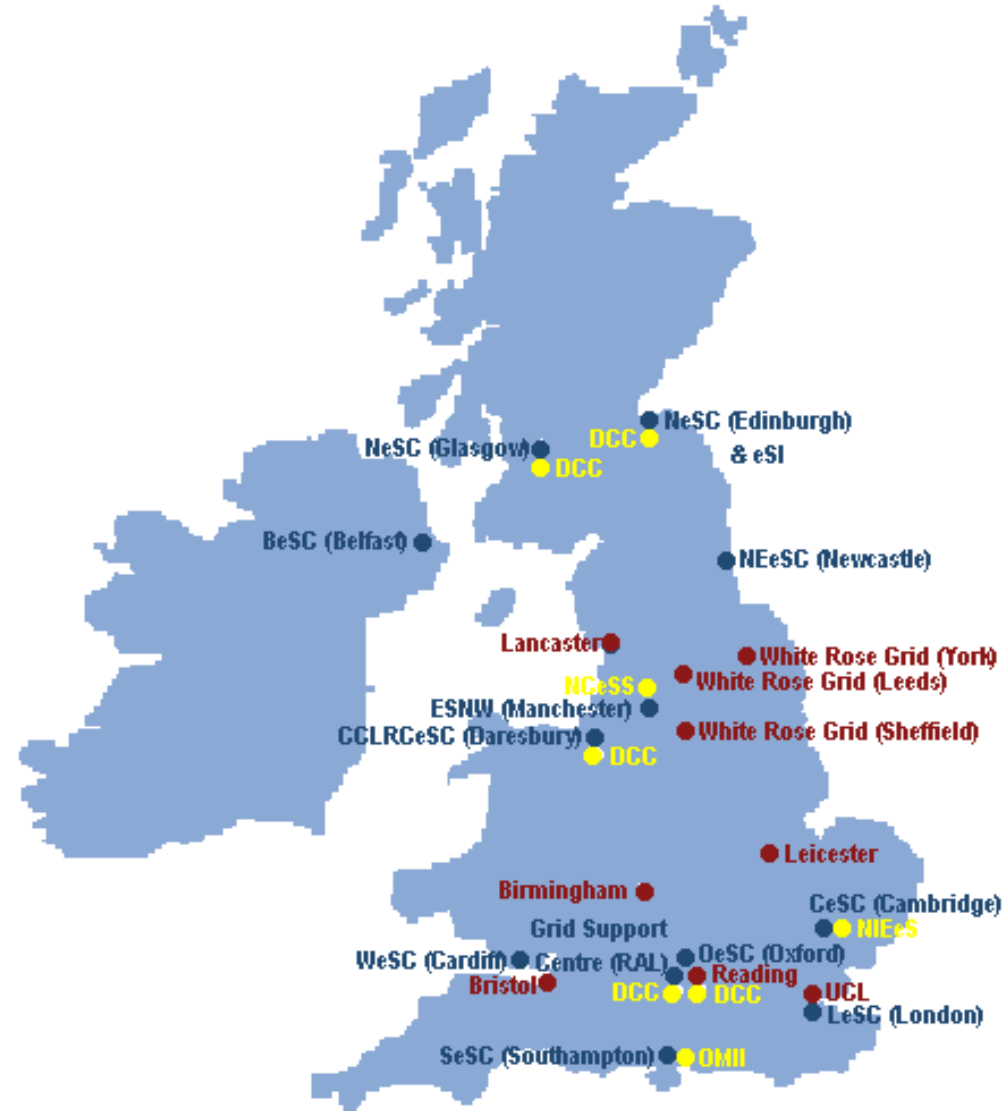 NeSC (Edinburgh)
DCC
& eSI
NeSC (Glasgow)
DCC
BeSC (Belfast)
NEeSC (Newcastle)
Lancaster
White Rose Grid (York)
White Rose Grid (Leeds)
NCeSS
ESNW (Manchester)
White Rose Grid (Sheffield)
CCLRCeSC (Daresbury)
DCC
Leicester
Birmingham
CeSC (Cambridge)
NIEeS
Grid Support
Centre (RAL)
OeSC (Oxford)
WeSC (Cardiff)
Reading
Bristol
DCC
DCC
UCL
LeSC (London)
SeSC (Southampton)
OMII